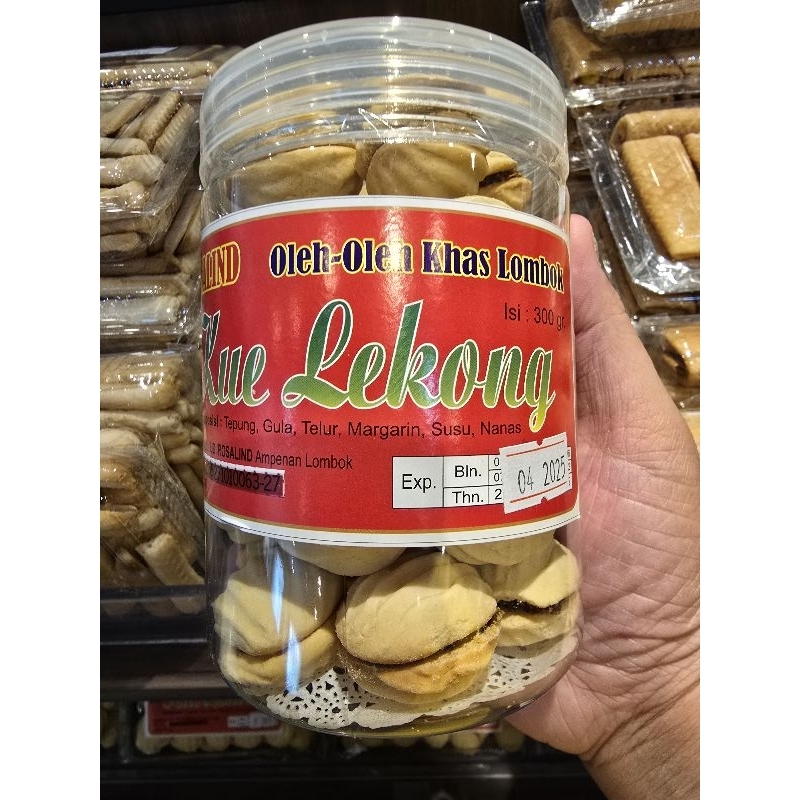 Oleh-Oleh Khas Lombok
Isi : 300 gr.
Kue Lekong
: Tepung, Gula, Telur, Margarin, Susu, Nanas
ROSALIND Ampenan Lombok
Exp. Bln.
Thn.
04 2025